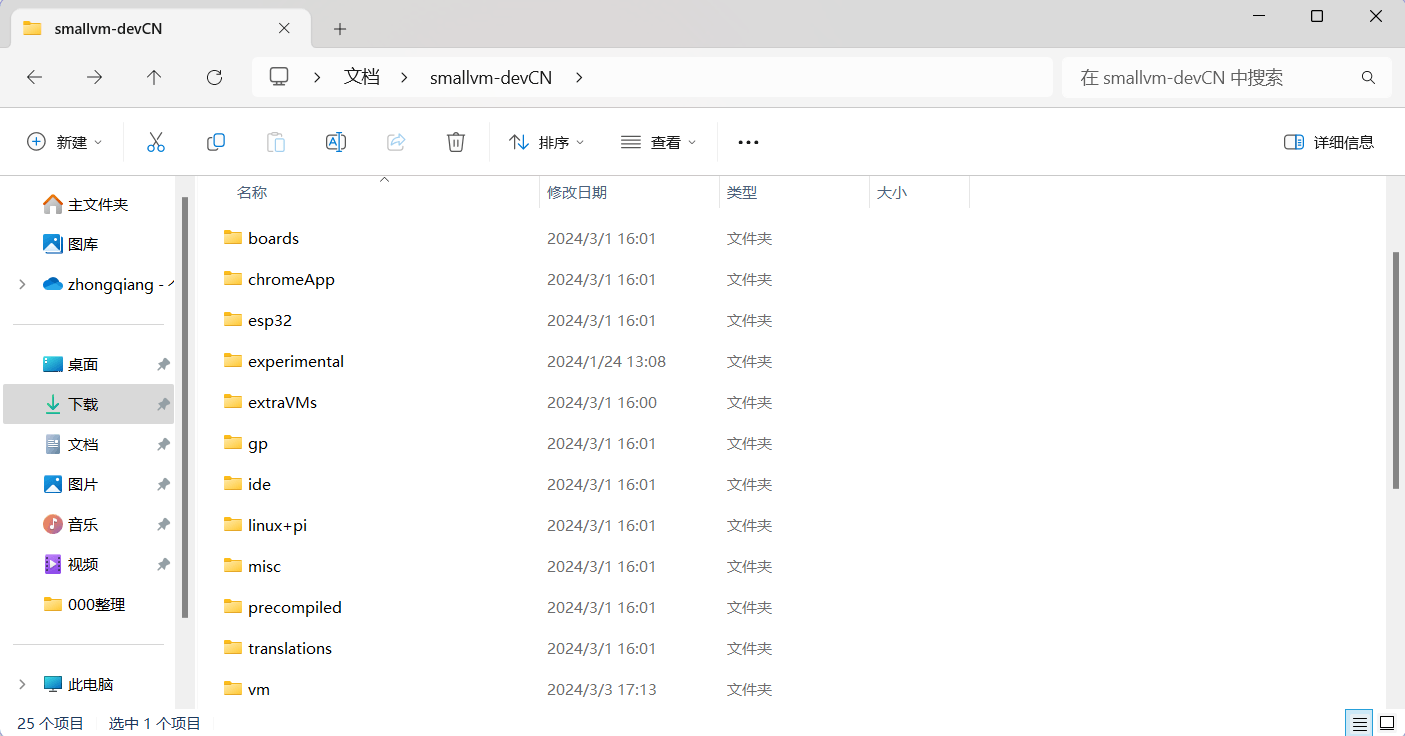 smallvm-devCN
文档
smallvm-devCN
在 smallvm-devCN 中搜索
新建
排序
查看
详细信息
主文件夹
图库
zhongqiang -
桌面
下载
文档
图片
音乐
视频
000整理
此电脑
名称 修改日期 类型 大小
boards 2024/3/1 16:01 文件夹
chromeApp 2024/3/1 16:01 文件夹
esp32 2024/3/1 16:01 文件夹
experimental 2024/1/24 13:08 文件夹
extraVMs 2024/3/1 16:00 文件夹
gp 2024/3/1 16:01 文件夹
ide 2024/3/1 16:01 文件夹
linux+pi 2024/3/1 16:01 文件夹
misc 2024/3/1 16:01 文件夹
precompiled 2024/3/1 16:01 文件夹
translations 2024/3/1 16:01 文件夹
vm 2024/3/3 17:13 文件夹
25 个项目 选中 1 个项目